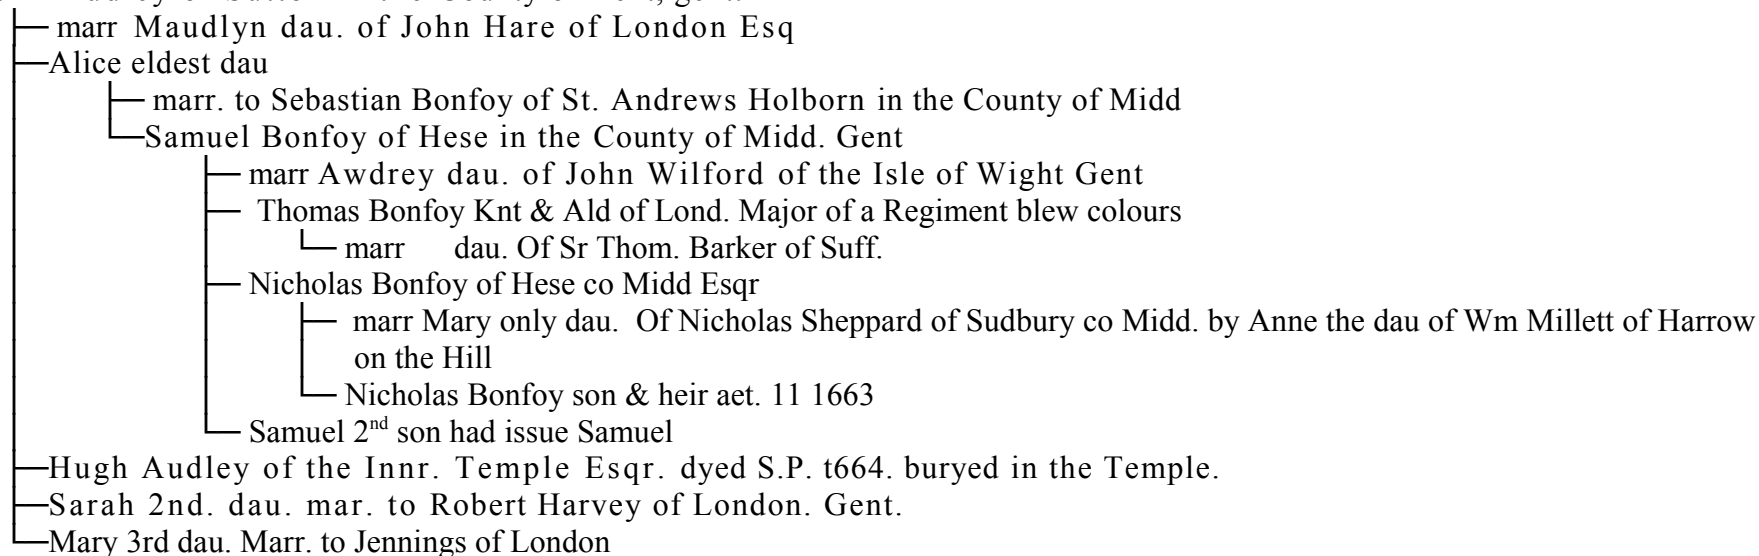 marr Maudlyn dau. of John Hare of London Esq
Alice eldest dau
marr. to Sebastian Bonfoy of St. Andrews Holborn in the County of Midd
Samuel Bonfoy of Hese in the County of Midd. Gent
marr Awdrey dau. of John Wilford of the Isle of Wight Gent
Thomas Bonfoy Knt & Ald of Lond. Major of a Regiment blew colours
marr dau. Of Sr Thom. Barker of Suff.
Nicholas Bonfoy of Hese co Midd Esqr
marr Mary only dau. Of Nicholas Sheppard of Sudbury co Midd. by Anne the dau of Wm Millett of Harrow
on the Hill
Nicholas Bonfoy son & heir aet. 11 1663
Samuel 2nd son had issue Samuel
Hugh Audley of the Innr. Temple Esqr. dyed S.P. t664. buryed in the Temple.
Sarah 2nd. dau. mar. to Robert Harvey of London. Gent.
Mary 3rd dau. Marr. to Jennings of London